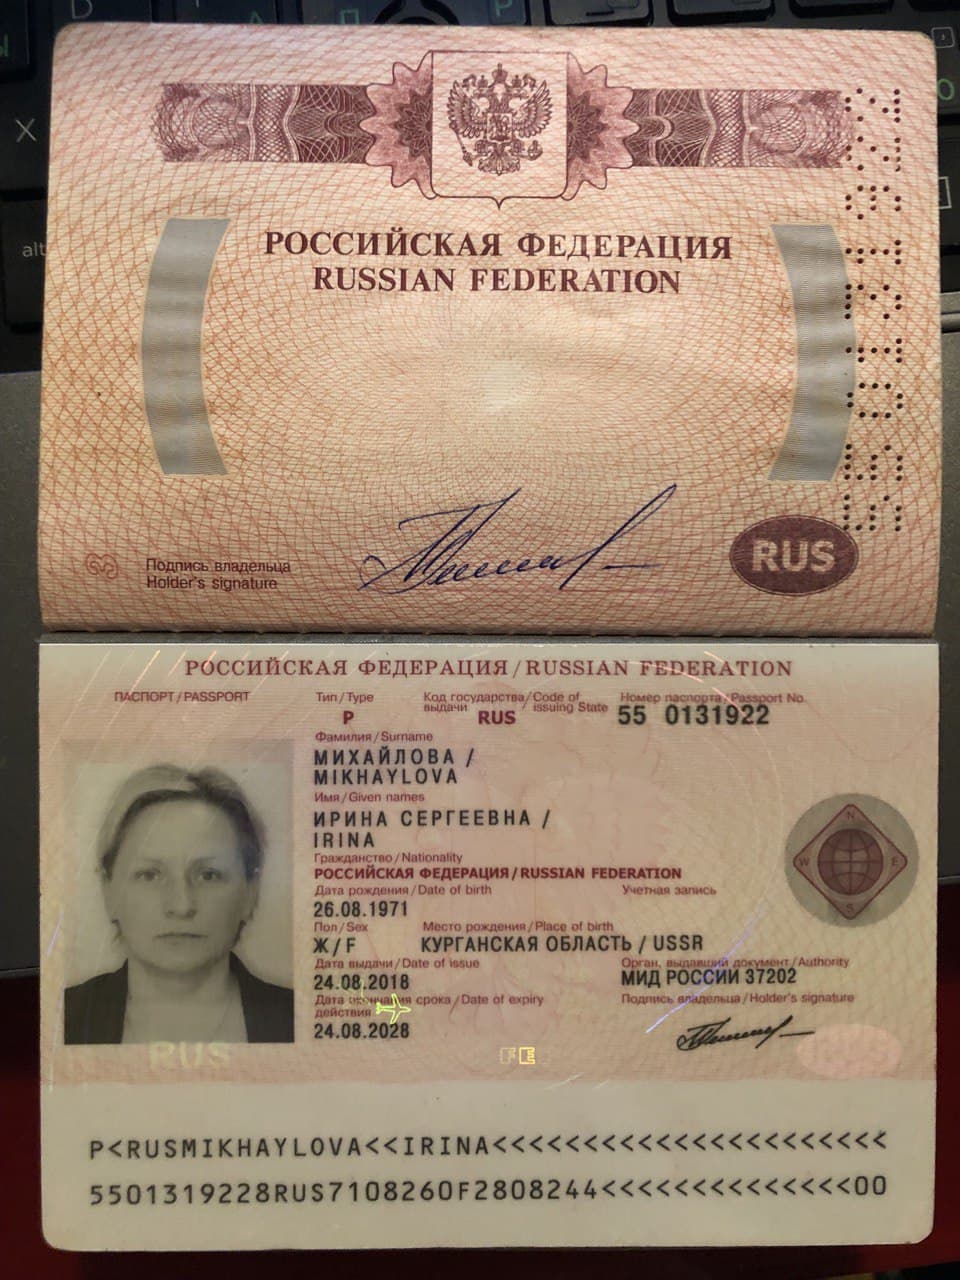 РОССИЙСКАЯ ФЕДЕРАЦИЯ
RUSSIAN FEDERATION
55 0131922
Подпись владельца
Holder's signature
RUS
РОССИЙСКАЯ ФЕДЕРАЦИЯ / RUSSIAN FEDERATION
ПАСПОРТ / PASSPORT
Тип / Type
P
Код государства / Code of
выдачи issuing State
RUS
Номер паспорта / Passport No.
55 0131922
Фамилия / Surname
МИХАЙЛОВА /
MIKHAYLOVA
Имя / Given names
ИРИНА СЕРГЕЕВНА /
IRINA
Гражданство / Nationality
РОССИЙСКАЯ ФЕДЕРАЦИЯ / RUSSIAN FEDERATION
Дата рождения / Date of birth
Учетная запись
26.08.1971
Пол / Sex
Место рождения / Place of birth
Ж / F
КУРГАНСКАЯ ОБЛАСТЬ / USSR
Дата выдачи / Date of issue
Орган, выдавший документ / Authority
24.08.2018
МИД РОССИИ 37202
Дата окончания срока / Date of expiry
действия
Подпись владельца / Holder's signature
24.08.2028
N
W
E
S
RUS
P<RUSMIKHAYLOVA<<IRINA<<<<<<<<<<<<<<<<<<<<<<
5501319228RUS7108260F2808244<<<<<<<<<<<<<<00
alt
X